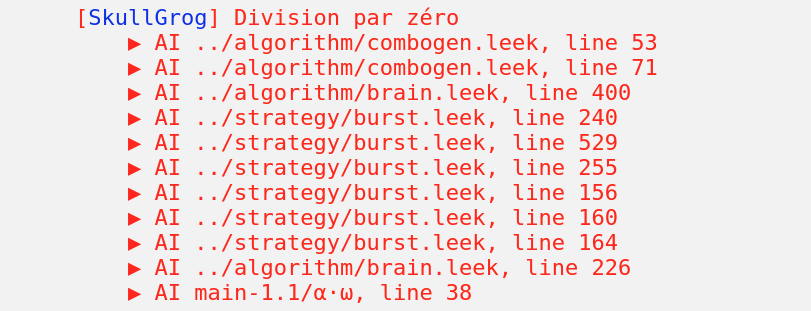 [SkullGrog] Division par zéro
▶ AI ../algorithm/combogen.leek, line 53
▶ AI ../algorithm/combogen.leek, line 71
▶ AI ../algorithm/brain.leek, line 400
▶ AI ../strategy/burst.leek, line 240
▶ AI ../strategy/burst.leek, line 529
▶ AI ../strategy/burst.leek, line 255
▶ AI ../strategy/burst.leek, line 156
▶ AI ../strategy/burst.leek, line 160
▶ AI ../strategy/burst.leek, line 164
▶ AI ../algorithm/brain.leek, line 226
▶ AI main-1.1/α·ω, line 38